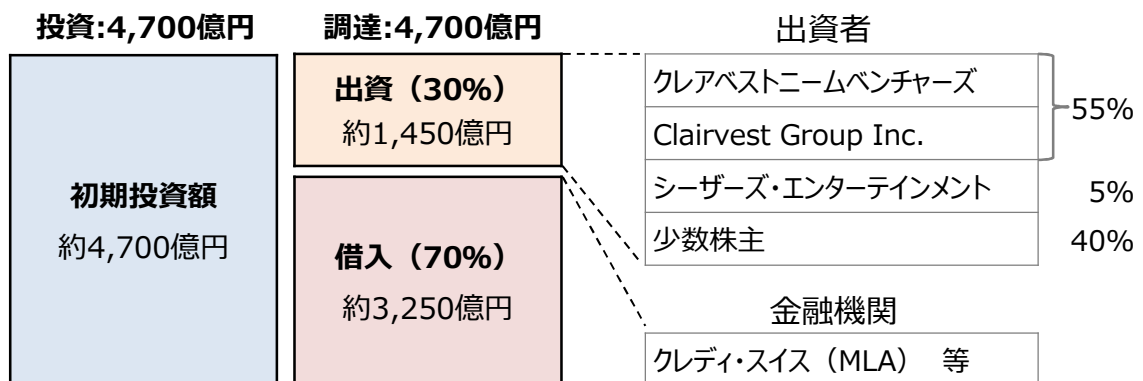 投資:4,700億円
初期投資額
約4,700億円
調達:4,700億円
出資（30%）
約1,450億円
借入（70%）
約3,250億円
出資者
クレアベストニームベンチャーズ
Clairvest Group Inc.
55%
シーザーズ・エンターテインメント 5%
少数株主 40%
金融機関
クレディ・スイス（MLA） 等